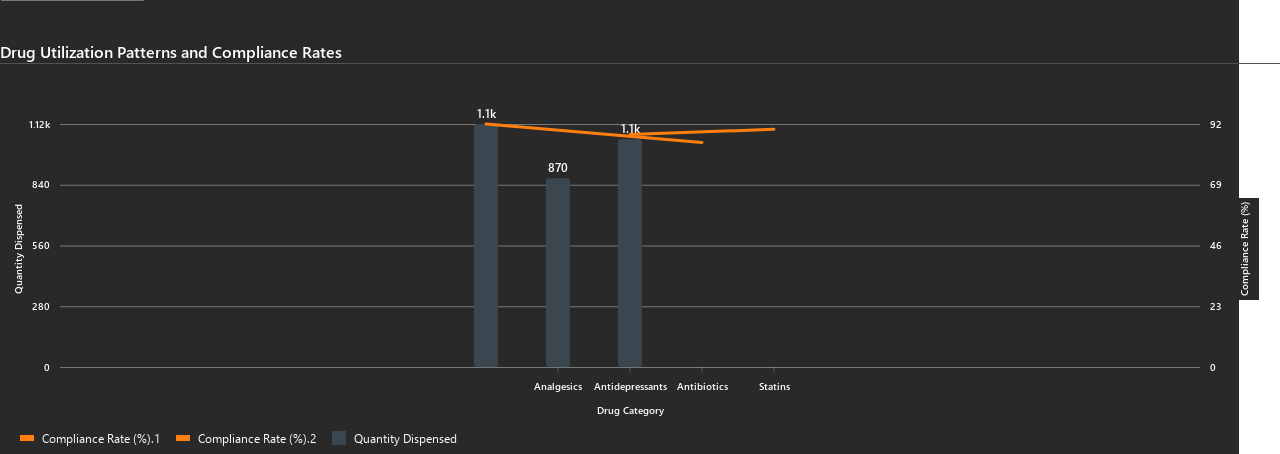 Drug Utilization Patterns and Compliance Rates
1.1k
1.1k
870
1.12k
840
560
280
0
92
69
46
23
0
Quantity Dispensed
Compliance Rate (%)
Analgesics
Antidepressants
Antibiotics
Statins
Drug Category
Compliance Rate (%).1
Compliance Rate (%).2
Quantity Dispensed